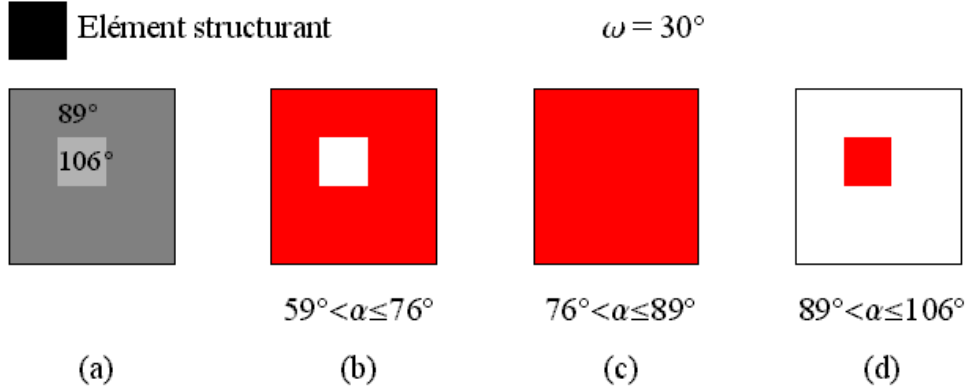 Elément structurant
ω = 30°
89°
106°
59°<α≤76°
76°<α≤89°
89°<α≤106°
(a)
(b)
(c)
(d)